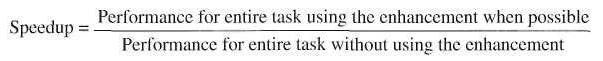 Speedup = Performance for entire task using the enhancement when possible
Performance for entire task without using the enhancement